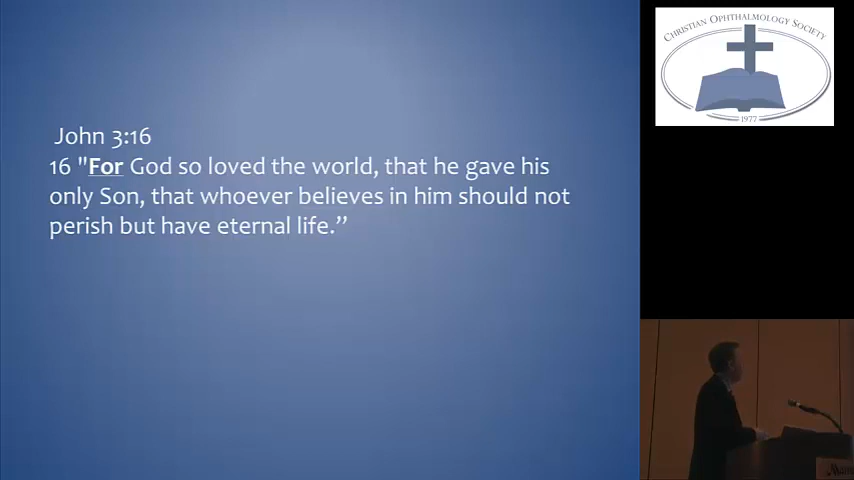 John 3:16
16 "For God so loved the world, that he gave his
only Son, that whoever believes in him should not
perish but have eternal life.”
CHRISTIAN OPHTHALMOLOGY SOCIETY
1977